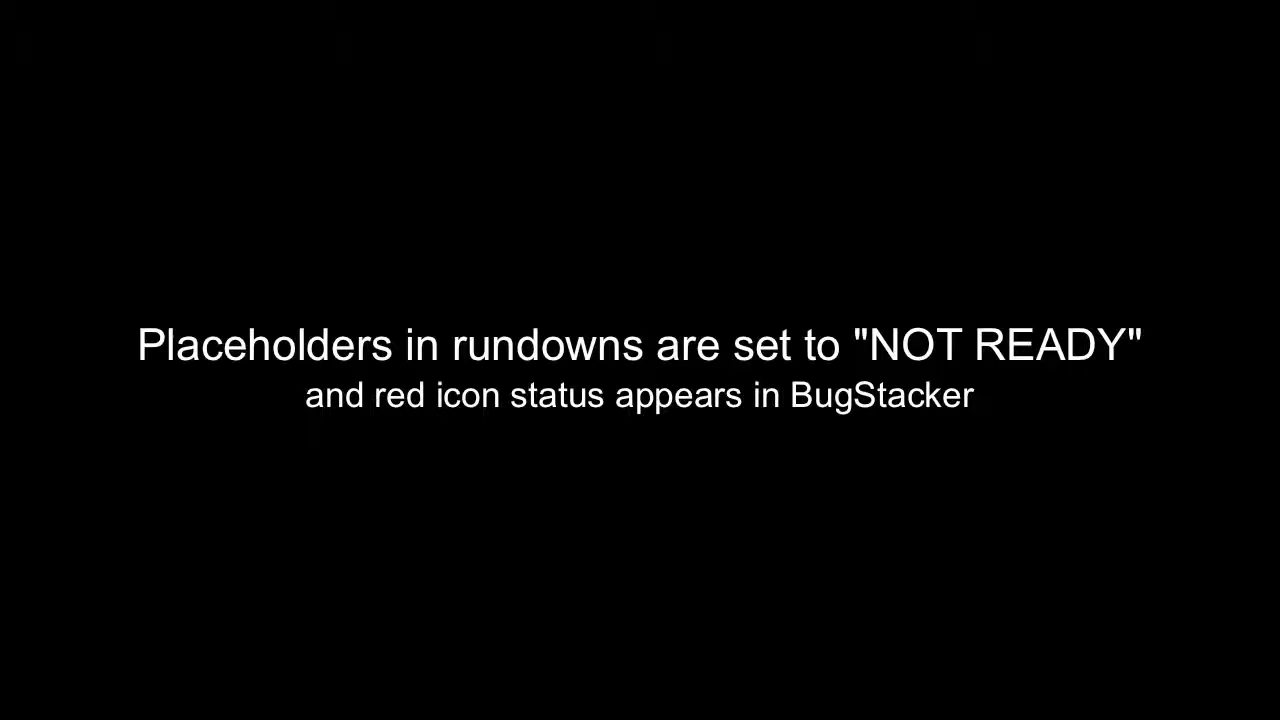 Placeholders in rundowns are set to "NOT READY"
and red icon status appears in BugStacker